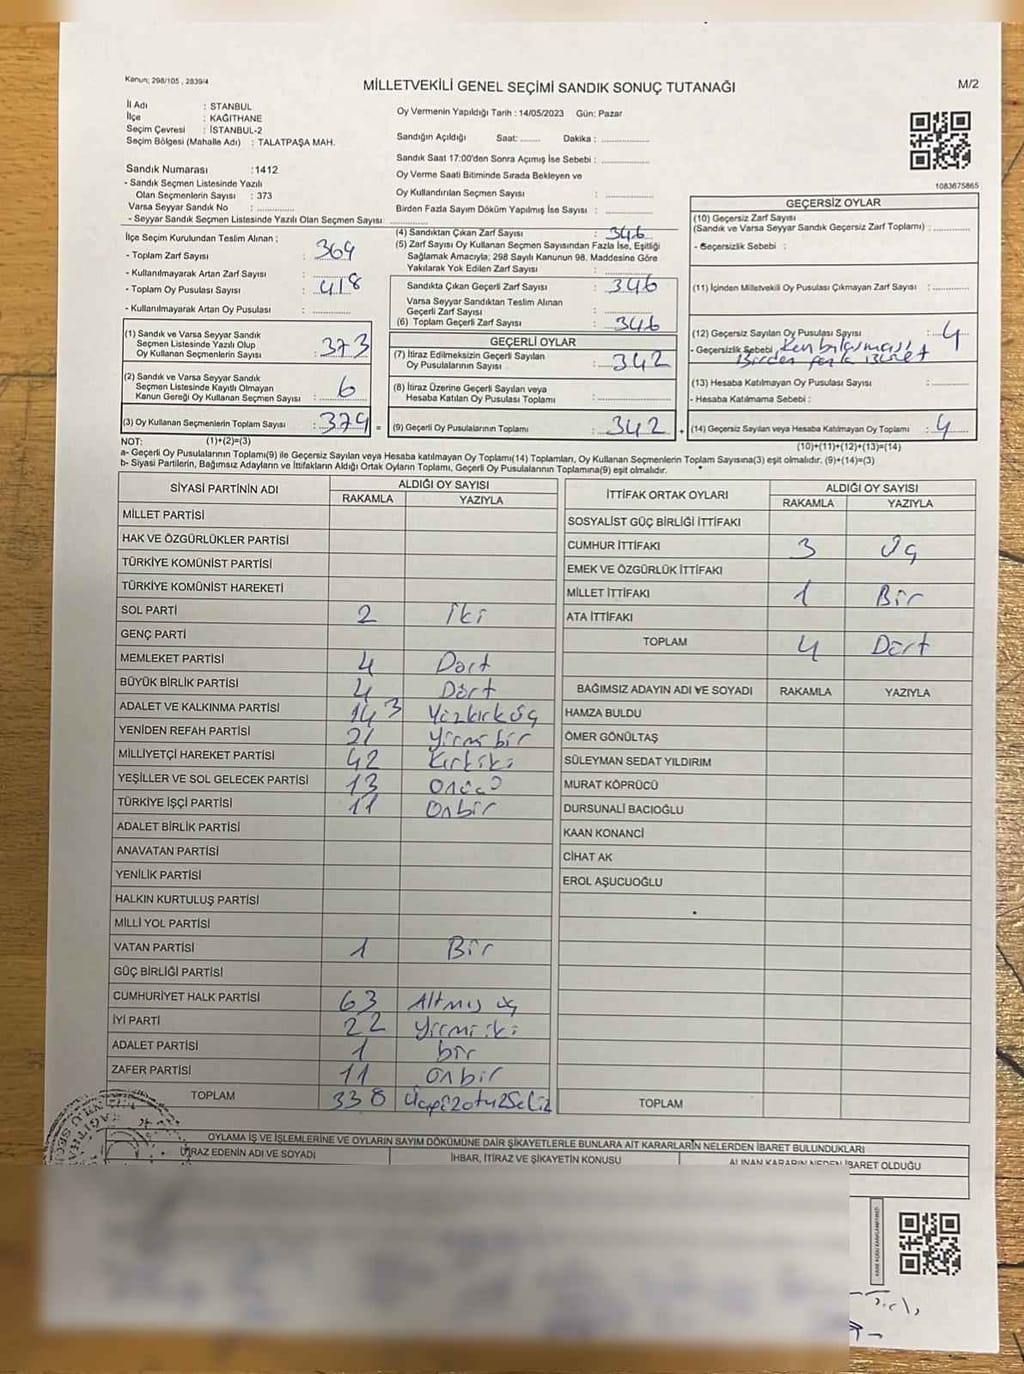 Kanun; 298/105 , 2839/4
MİLLETVEKİLİ GENEL SEÇİMİ SANDIK SONUÇ TUTANAĞI
M/2
İl Adı : STANBUL
İlçe : KAĞITHANE
Seçim Çevresi : İSTANBUL-2
Seçim Bölgesi (Mahalle Adı) : TALATPAŞA MAH.
Sandık Numarası :1412
- Sandık Seçmen Listesinde Yazılı
Olan Seçmenlerin Sayısı : 373
Varsa Seyyar Sandık No :
- Seyyar Sandık Seçmen Listesinde Yazılı Olan Seçmen Sayısı:
Oy Vermenin Yapıldığı Tarih : 14/05/2023 Gün: Pazar
Sandığın Açıldığı Saat: Dakika :
Sandık Saat 17:00'den Sonra Açımış İse Sebebi :
Oy Verme Saati Bitiminde Sırada Bekleyen ve
Oy Kullandırılan Seçmen Sayısı :
Birden Fazla Sayım Döküm Yapılmış İse Sayısı :
1083675865
İlçe Seçim Kurulundan Teslim Alınan ;
- Toplam Zarf Sayısı : 369
- Kullanılmayarak Artan Zarf Sayısı :
- Toplam Oy Pusulası Sayısı : 418
- Kullanılmayarak Artan Oy Pusulası :
(1) Sandık ve Varsa Seyyar Sandık
Seçmen Listesinde Yazılı Olup
Oy Kullanan Seçmenlerin Sayısı : 373
(2) Sandık ve Varsa Seyyar Sandık
Seçmen Listesinde Kayıtlı Olmayan
Kanun Gereği Oy Kullanan Seçmen Sayısı : 6
(3) Oy Kullanan Seçmenlerin Toplam Sayısı : 379 =
(4) Sandıktan Çıkan Zarf Sayısı : 346
(5) Zarf Sayısı Oy Kullanan Seçmen Sayısından Fazla İse, Eşitliği
Sağlamak Amacıyla; 298 Sayılı Kanunun 98. Maddesine Göre
Yakılarak Yok Edilen Zarf Sayısı :
Sandıkta Çıkan Geçerli Zarf Sayısı : 346
Varsa Seyyar Sandıktan Teslim Alınan
Geçerli Zarf Sayısı :
(6) Toplam Geçerli Zarf Sayısı : 346
GEÇERLİ OYLAR
(7) İtiraz Edilmeksizin Geçerli Sayılan
Oy Pusulalarının Sayısı : 342
(8) İtiraz Üzerine Geçerli Sayılan veya
Hesaba Katılan Oy Pusulası Toplamı :
(9) Geçerli Oy Pusulalarının Toplamı : 342 +
GEÇERSİZ OYLAR
(10) Geçersiz Zarf Sayısı
(Sandık ve Varsa Seyyar Sandık Geçersiz Zarf Toplamı) :
- Geçersizlik Sebebi :
(11) İçinden Milletvekili Oy Pusulası Çıkmayan Zarf Sayısı :
(12) Geçersiz Sayılan Oy Pusulası Sayısı : 4
- Geçersizlik Sebebi
Birden fazla işaret
(13) Hesaba Katılmayan Oy Pusulası Sayısı :
- Hesaba Katılmama Sebebi :
(14) Geçersiz Sayılan veya Hesaba Katılmayan Oy Toplamı : 4
NOT: (1)+(2)=(3)
(10)+(11)+(12)+(13)=(14)
a- Geçerli Oy Pusulalarının Toplamı(9) ile Geçersiz Sayılan veya Hesaba katılmayan Oy Toplamı(14) Toplamları, Oy Kullanan Seçmenlerin Toplam Sayısına(3) eşit olmalıdır. (9)+(14)=(3)
b- Siyasi Partilerin, Bağımsız Adayların ve İttifakların Aldığı Ortak Oyların Toplamı, Geçerli Oy Pusulalarının Toplamına(9) eşit olmalıdır.
SİYASİ PARTİNİN ADI ALDIĞI OY SAYISI
RAKAMLA YAZIYLA
MİLLET PARTİSİ
HAK VE ÖZGÜRLÜKLER PARTİSİ
TÜRKİYE KOMÜNİST PARTİSİ
TÜRKİYE KOMÜNİST HAREKETİ
SOL PARTİ 2 İki
GENÇ PARTİ
MEMLEKET PARTİSİ 4 Dört
BÜYÜK BİRLİK PARTİSİ 4 Dört
ADALET VE KALKINMA PARTİSİ 143 Yüzkırküç
YENİDEN REFAH PARTİSİ 21 Yirmi bir
MİLLİYETÇİ HAREKET PARTİSİ 42 Kırkiki
YEŞİLLER VE SOL GELECEK PARTİSİ 13 Onüç
TÜRKİYE İŞÇİ PARTİSİ 11 Onbir
ADALET BİRLİK PARTİSİ
ANAVATAN PARTİSİ
YENİLİK PARTİSİ
HALKIN KURTULUŞ PARTİSİ
MİLLİ YOL PARTİSİ
VATAN PARTİSİ 1 Bir
GÜÇ BİRLİĞİ PARTİSİ
CUMHURİYET HALK PARTİSİ 63 Altmış üç
İYİ PARTİ 22 Yirmi iki
ADALET PARTİSİ 1 bir
ZAFER PARTİSİ 11 Onbir
TOPLAM 338 Üçyüzotuzsekiz
İTTİFAK ORTAK OYLARI ALDIĞI OY SAYISI
RAKAMLA YAZIYLA
SOSYALİST GÜÇ BİRLİĞİ İTTİFAKI
CUMHUR İTTİFAKI 3 Üç
EMEK VE ÖZGÜRLÜK İTTİFAKI
MİLLET İTTİFAKI 1 Bir
ATA İTTİFAKI
TOPLAM 4 Dört
BAĞIMSIZ ADAYIN ADI VE SOYADI RAKAMLA YAZIYLA
HAMZA BULDU
ÖMER GÖNÜLTAŞ
SÜLEYMAN SEDAT YILDIRIM
MURAT KÖPRÜCÜ
DURSUNALİ BACIOĞLU
KAAN KONANCİ
CİHAT AK
EROL AŞUCUOĞLU
TOPLAM
OYLAMA İŞ VE İŞLEMLERİNE VE OYLARIN SAYIM DÖKÜMÜNE DAİR ŞİKAYETLERLE BUNLARA AİT KARARLARIN NELERDEN İBARET BULUNDUKLARI
İTİRAZ EDENİN ADI VE SOYADI İHBAR, İTİRAZ VE ŞİKAYETİN KONUSU ALINAN KARARIN NEDEN İBARET OLDUĞU